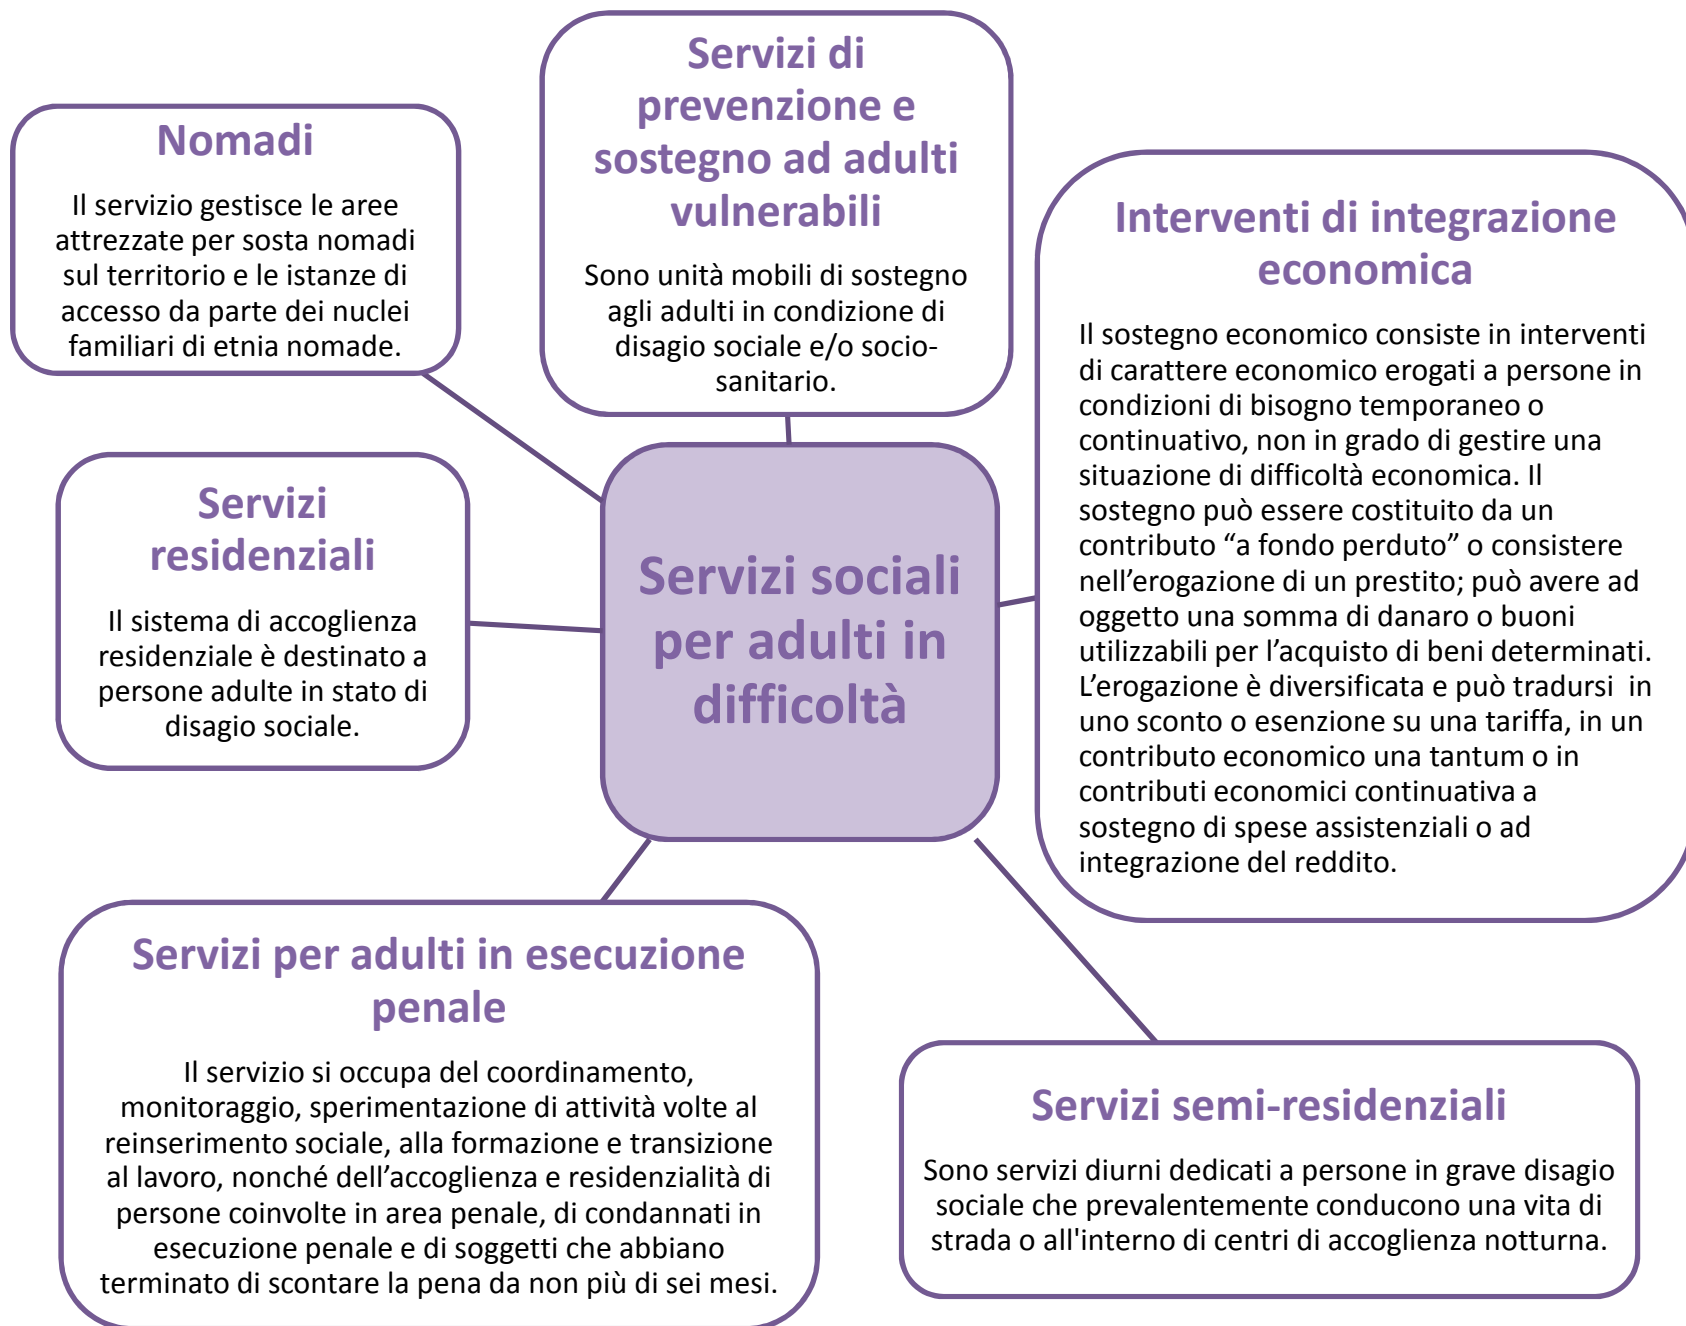 Servizi di
prevenzione e
sostegno ad adulti
vulnerabili
Sono unità mobili di sostegno
agli adulti in condizione di
disagio sociale e/o socio-
sanitario.
Nomadi
Il servizio gestisce le aree
attrezzate per sosta nomadi
sul territorio e le istanze di
accesso da parte dei nuclei
familiari di etnia nomade.
Interventi di integrazione
economica
Il sostegno economico consiste in interventi
di carattere economico erogati a persone in
condizioni di bisogno temporaneo o
continuativo, non in grado di gestire una
situazione di difficoltà economica. Il
sostegno può essere costituito da un
contributo “a fondo perduto” o consistere
nell’erogazione di un prestito; può avere ad
oggetto una somma di danaro o buoni
utilizzabili per l’acquisto di beni determinati.
L’erogazione è diversificata e può tradursi  in
uno sconto o esenzione su una tariffa, in un
contributo economico una tantum o in
contributi economici continuativa a
sostegno di spese assistenziali o ad
integrazione del reddito.
Servizi
residenziali
Il sistema di accoglienza
residenziale è destinato a
persone adulte in stato di
disagio sociale.
Servizi sociali
per adulti in
difficoltà
Servizi per adulti in esecuzione
penale
Il servizio si occupa del coordinamento,
monitoraggio, sperimentazione di attività volte al
reinserimento sociale, alla formazione e transizione
al lavoro, nonché dell’accoglienza e residenzialità di
persone coinvolte in area penale, di condannati in
esecuzione penale e di soggetti che abbiano
terminato di scontare la pena da non più di sei mesi.
Servizi semi-residenziali
Sono servizi diurni dedicati a persone in grave disagio
sociale che prevalentemente conducono una vita di
strada o all'interno di centri di accoglienza notturna.